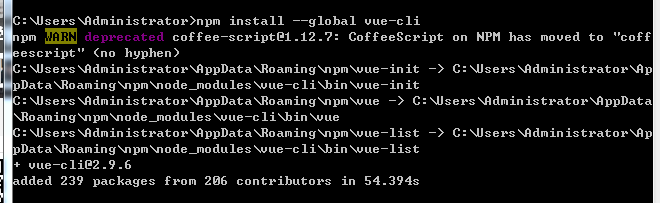 C:\Users\Administrator>npm install --global vue-cli
npm WARN deprecated coffee-script@1.12.7: CoffeeScript on NPM has moved to "coff
eescript" (no hyphen)
C:\Users\Administrator\AppData\Roaming\npm\vue-init -> C:\Users\Administrator\Ap
pData\Roaming\npm\node_modules\vue-cli\bin\vue-init
C:\Users\Administrator\AppData\Roaming\npm\vue -> C:\Users\Administrator\AppData
\Roaming\npm\node_modules\vue-cli\bin\vue
C:\Users\Administrator\AppData\Roaming\npm\vue-list -> C:\Users\Administrator\Ap
pData\Roaming\npm\node_modules\vue-cli\bin\vue-list
+ vue-cli@2.9.6
added 239 packages from 206 contributors in 54.394s